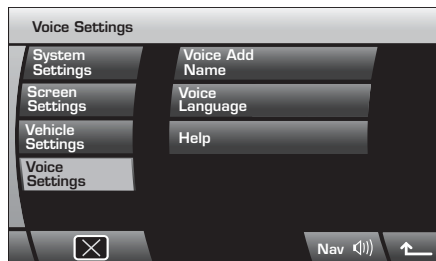 Voice Settings
System
Settings
Screen
Settings
Vehicle
Settings
Voice
Settings
Voice Add
Name
Voice
Language
Help
Nav